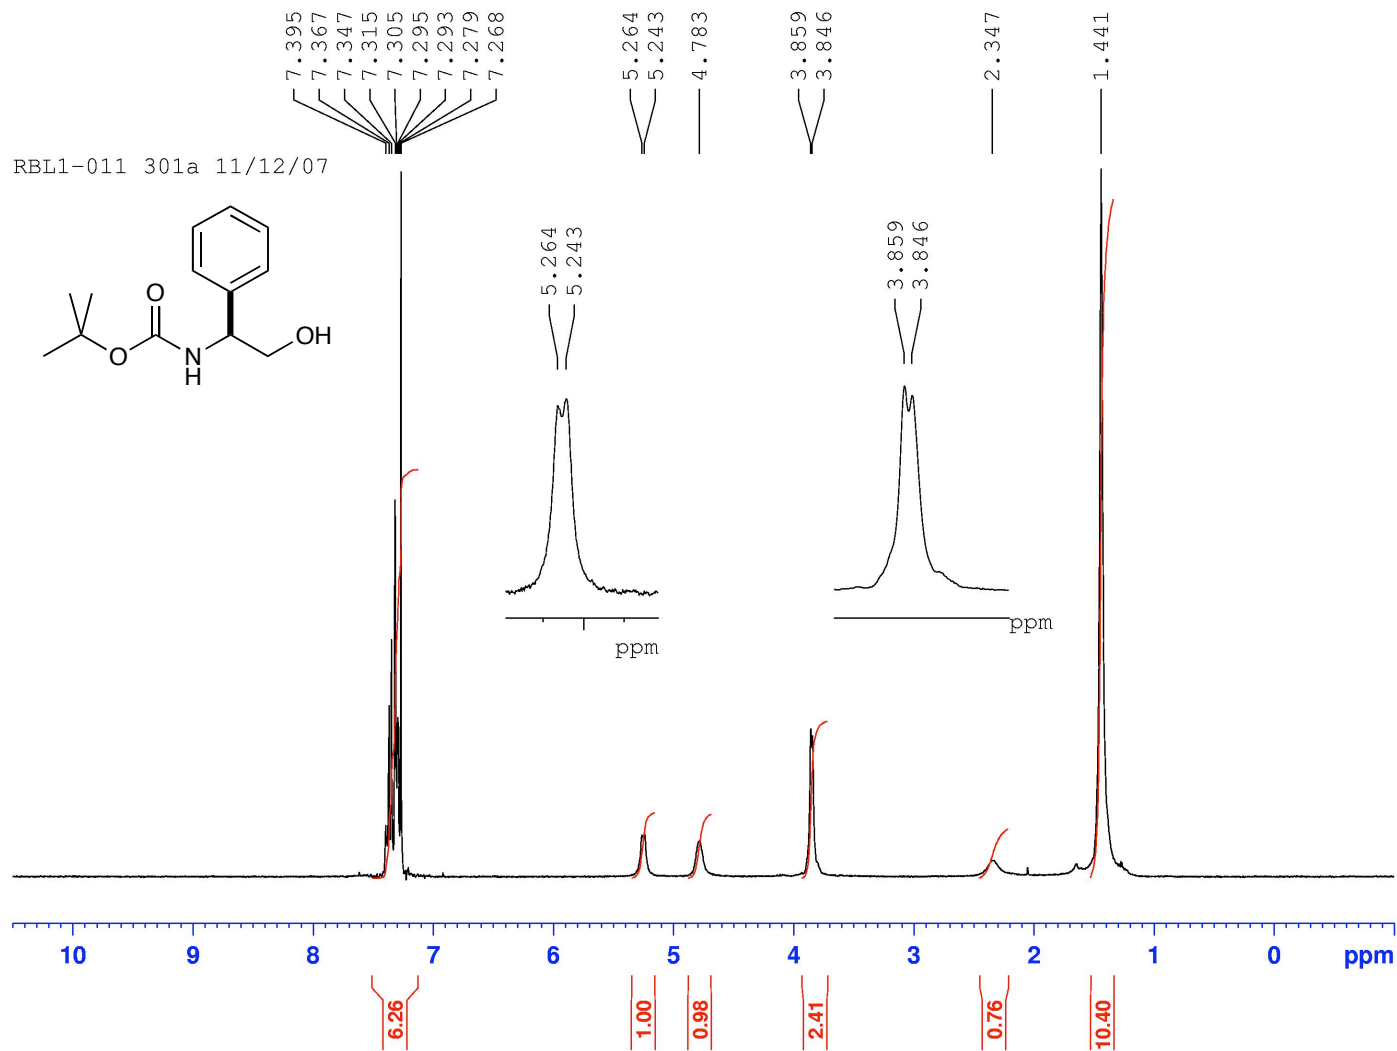 7.395
7.367
7.347
7.315
7.305
7.295
7.293
7.279
7.268
5.264
5.243
4.783
3.859
3.846
2.347
1.441
RBL1-011 301a 11/12/07
O
O
N
H
OH
5.264
5.243
ppm
3.859
3.846
ppm
10 9 8 7 6 5 4 3 2 1 0 ppm
6.26
1.00
0.98
2.41
0.76
10.40